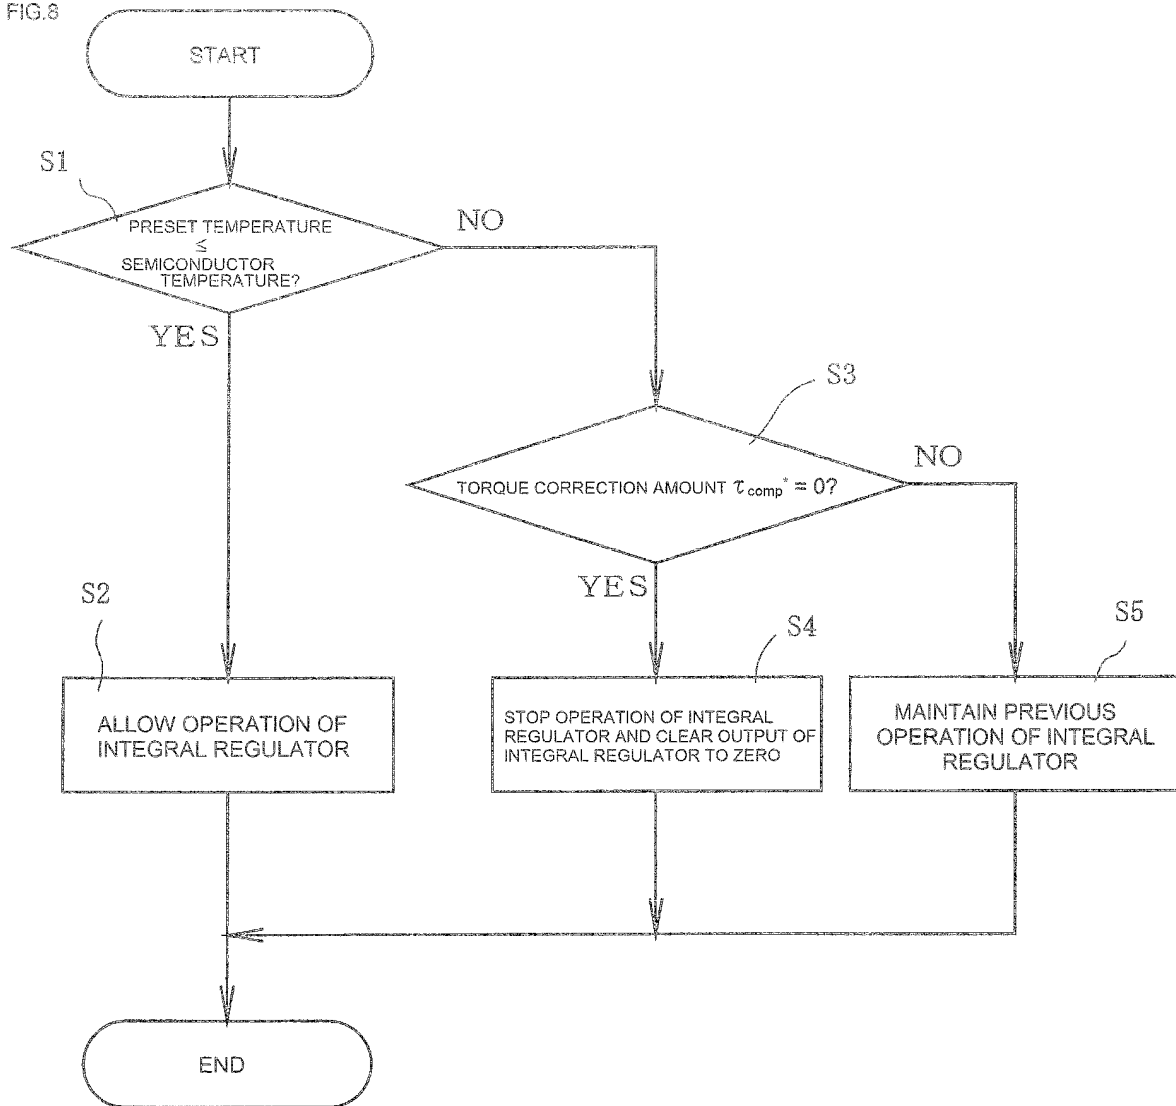 FIG.8
START
S1
PRESET TEMPERATURE
≤
SEMICONDUCTOR
TEMPERATURE?
NO
YES
S3
TORQUE CORRECTION AMOUNT τcomp* = 0?
NO
YES
S2
ALLOW OPERATION OF
INTEGRAL REGULATOR
S4
STOP OPERATION OF INTEGRAL
REGULATOR AND CLEAR OUTPUT OF
INTEGRAL REGULATOR TO ZERO
S5
MAINTAIN PREVIOUS
OPERATION OF INTEGRAL
REGULATOR
END